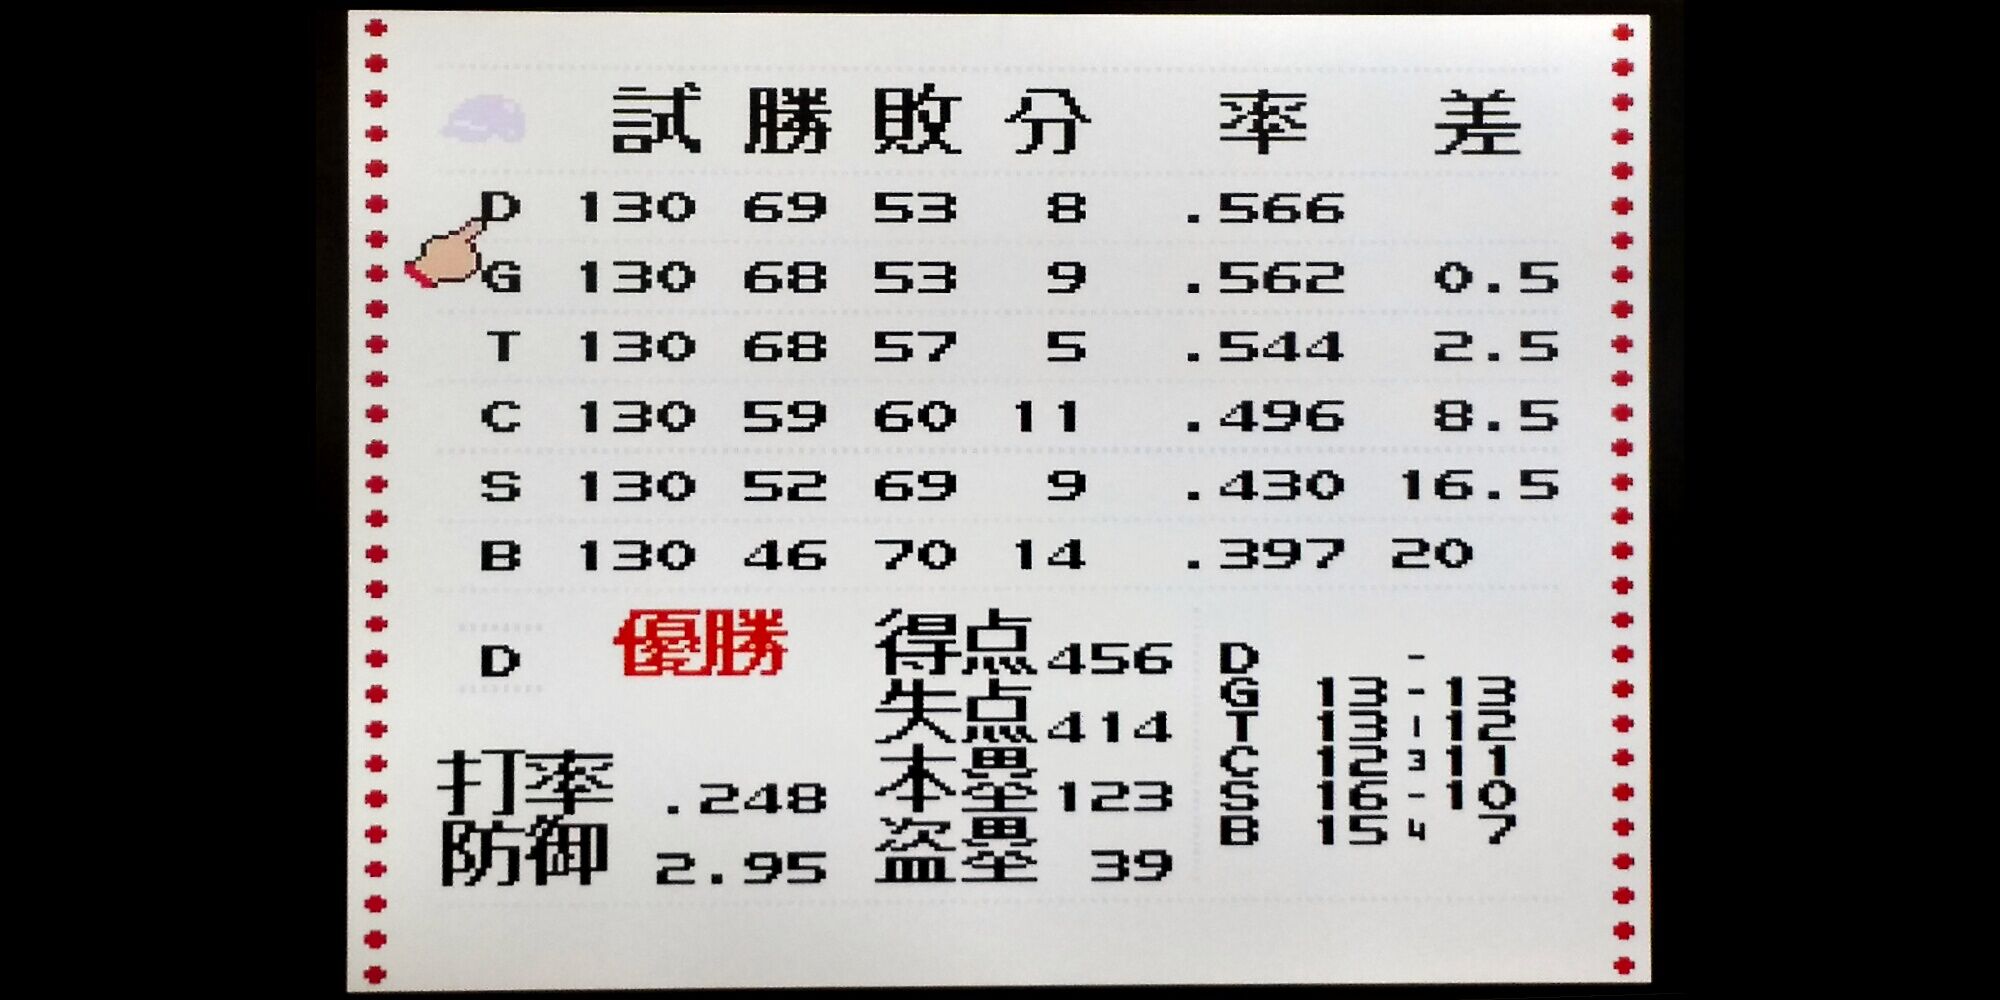 試 勝 敗 分 率 差
D 130 69 53 8 .566
G 130 68 53 9 .562 0.5
T 130 68 57 5 .544 2.5
C 130 59 60 11 .496 8.5
S 130 52 69 9 .430 16.5
B 130 46 70 14 .397 20
D 優勝
打率 .248
防御 2.95
得点 456
失点 414
本塁 123
盗塁 39
D -
G 13-13
T 13 1 12
C 12 3 11
S 16-10
B 15 4 7